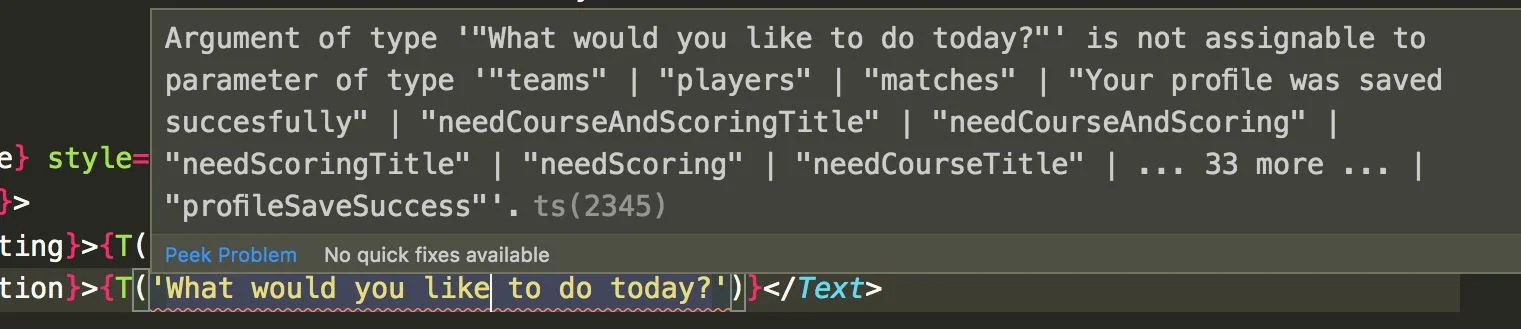 Argument of type '"What would you like to do today?"' is not assignable to
parameter of type '"teams" | "players" | "matches" | "Your profile was saved
succesfully" | "needCourseAndScoringTitle" | "needCourseAndScoring" |
"needScoringTitle" | "needScoring" | "needCourseTitle" | ... 33 more ... |
"profileSaveSuccess"'. ts(2345)
e} style=
}>
Peek Problem No quick fixes available
ting}>{T(
tion}>{T('What would you like to do today?')}</Text>